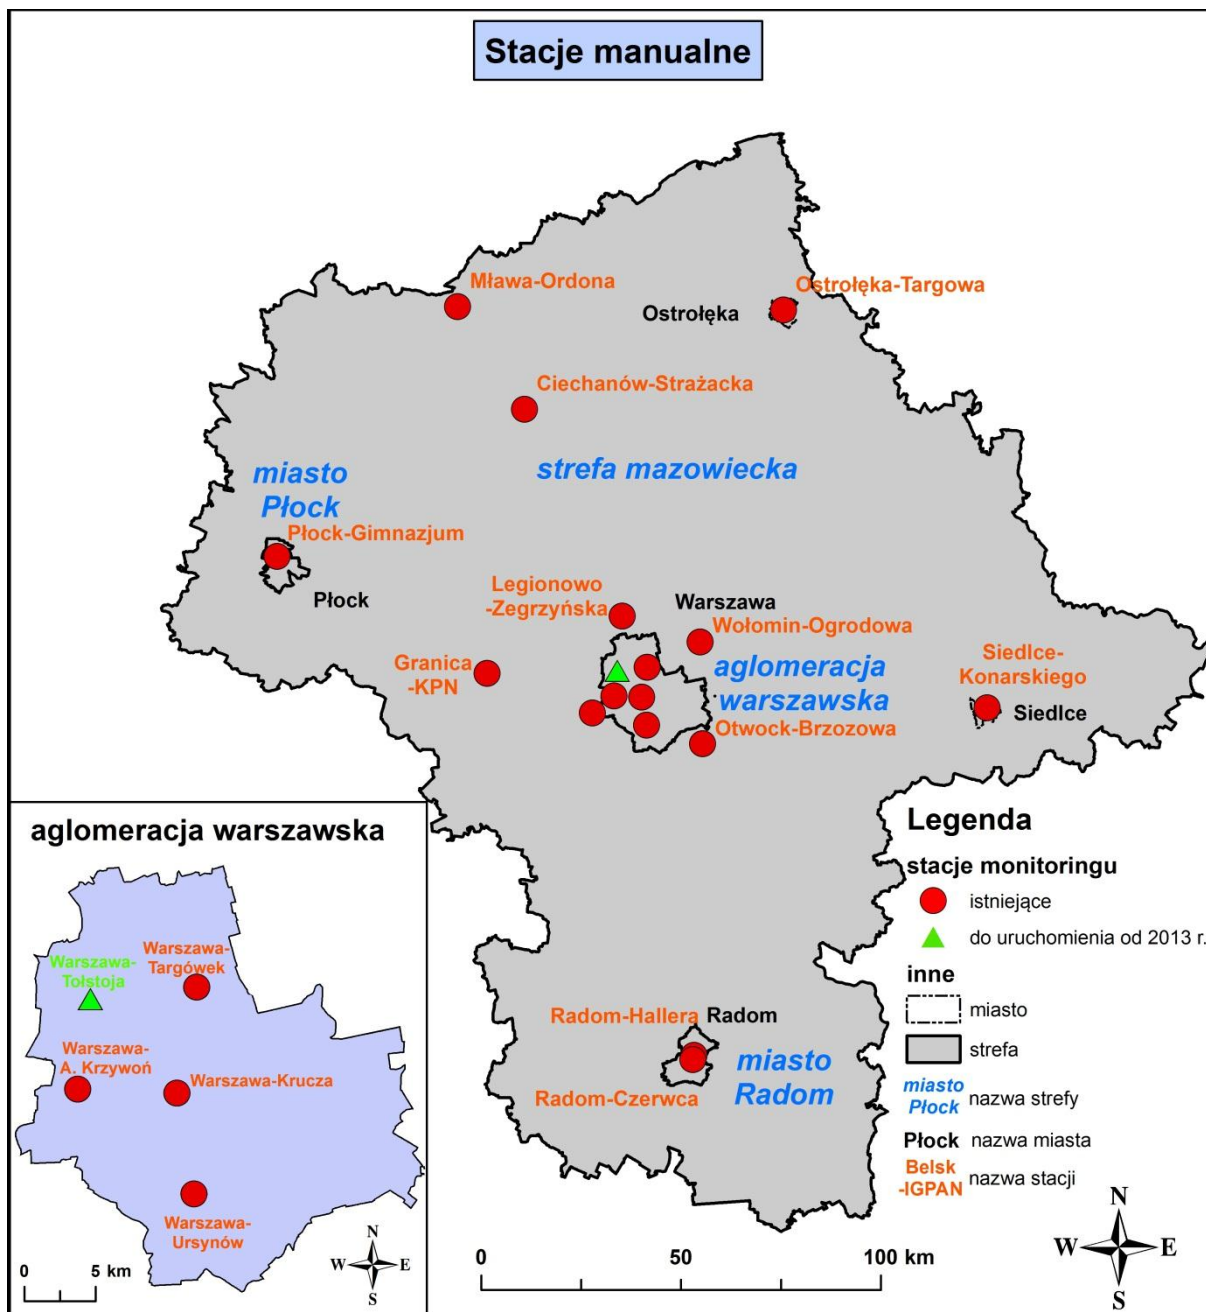 Stacje manualne
Mława-Ordona
Ostrołęka-Targowa
Ostrołęka
Ciechanów-Strażacka
miasto
Płock
strefa mazowiecka
Płock-Gimnazjum
Płock
Legionowo
-Zegrzyńska
Warszawa
Wołomin-Ogrodowa
Granica
-KPN
aglomeracja
warszawska
Siedlce-
Konarskiego
Siedlce
Otwock-Brzozowa
Radom-Hallera
Radom
miasto
Radom
Radom-Czerwca
aglomeracja warszawska
Warszawa-
Tołstoja
Warszawa-
Targówek
Warszawa-
A. Krzywoń
Warszawa-Krucza
Warszawa-
Ursynów
0 5 km
N
W E
S
Legenda
stacje monitoringu
istniejące
do uruchomienia od 2013 r.
inne
miasto
strefa
miasto
Płock
nazwa strefy
Płock nazwa miasta
Belsk
-IGPAN
nazwa stacji
0 50 100 km
N
W E
S